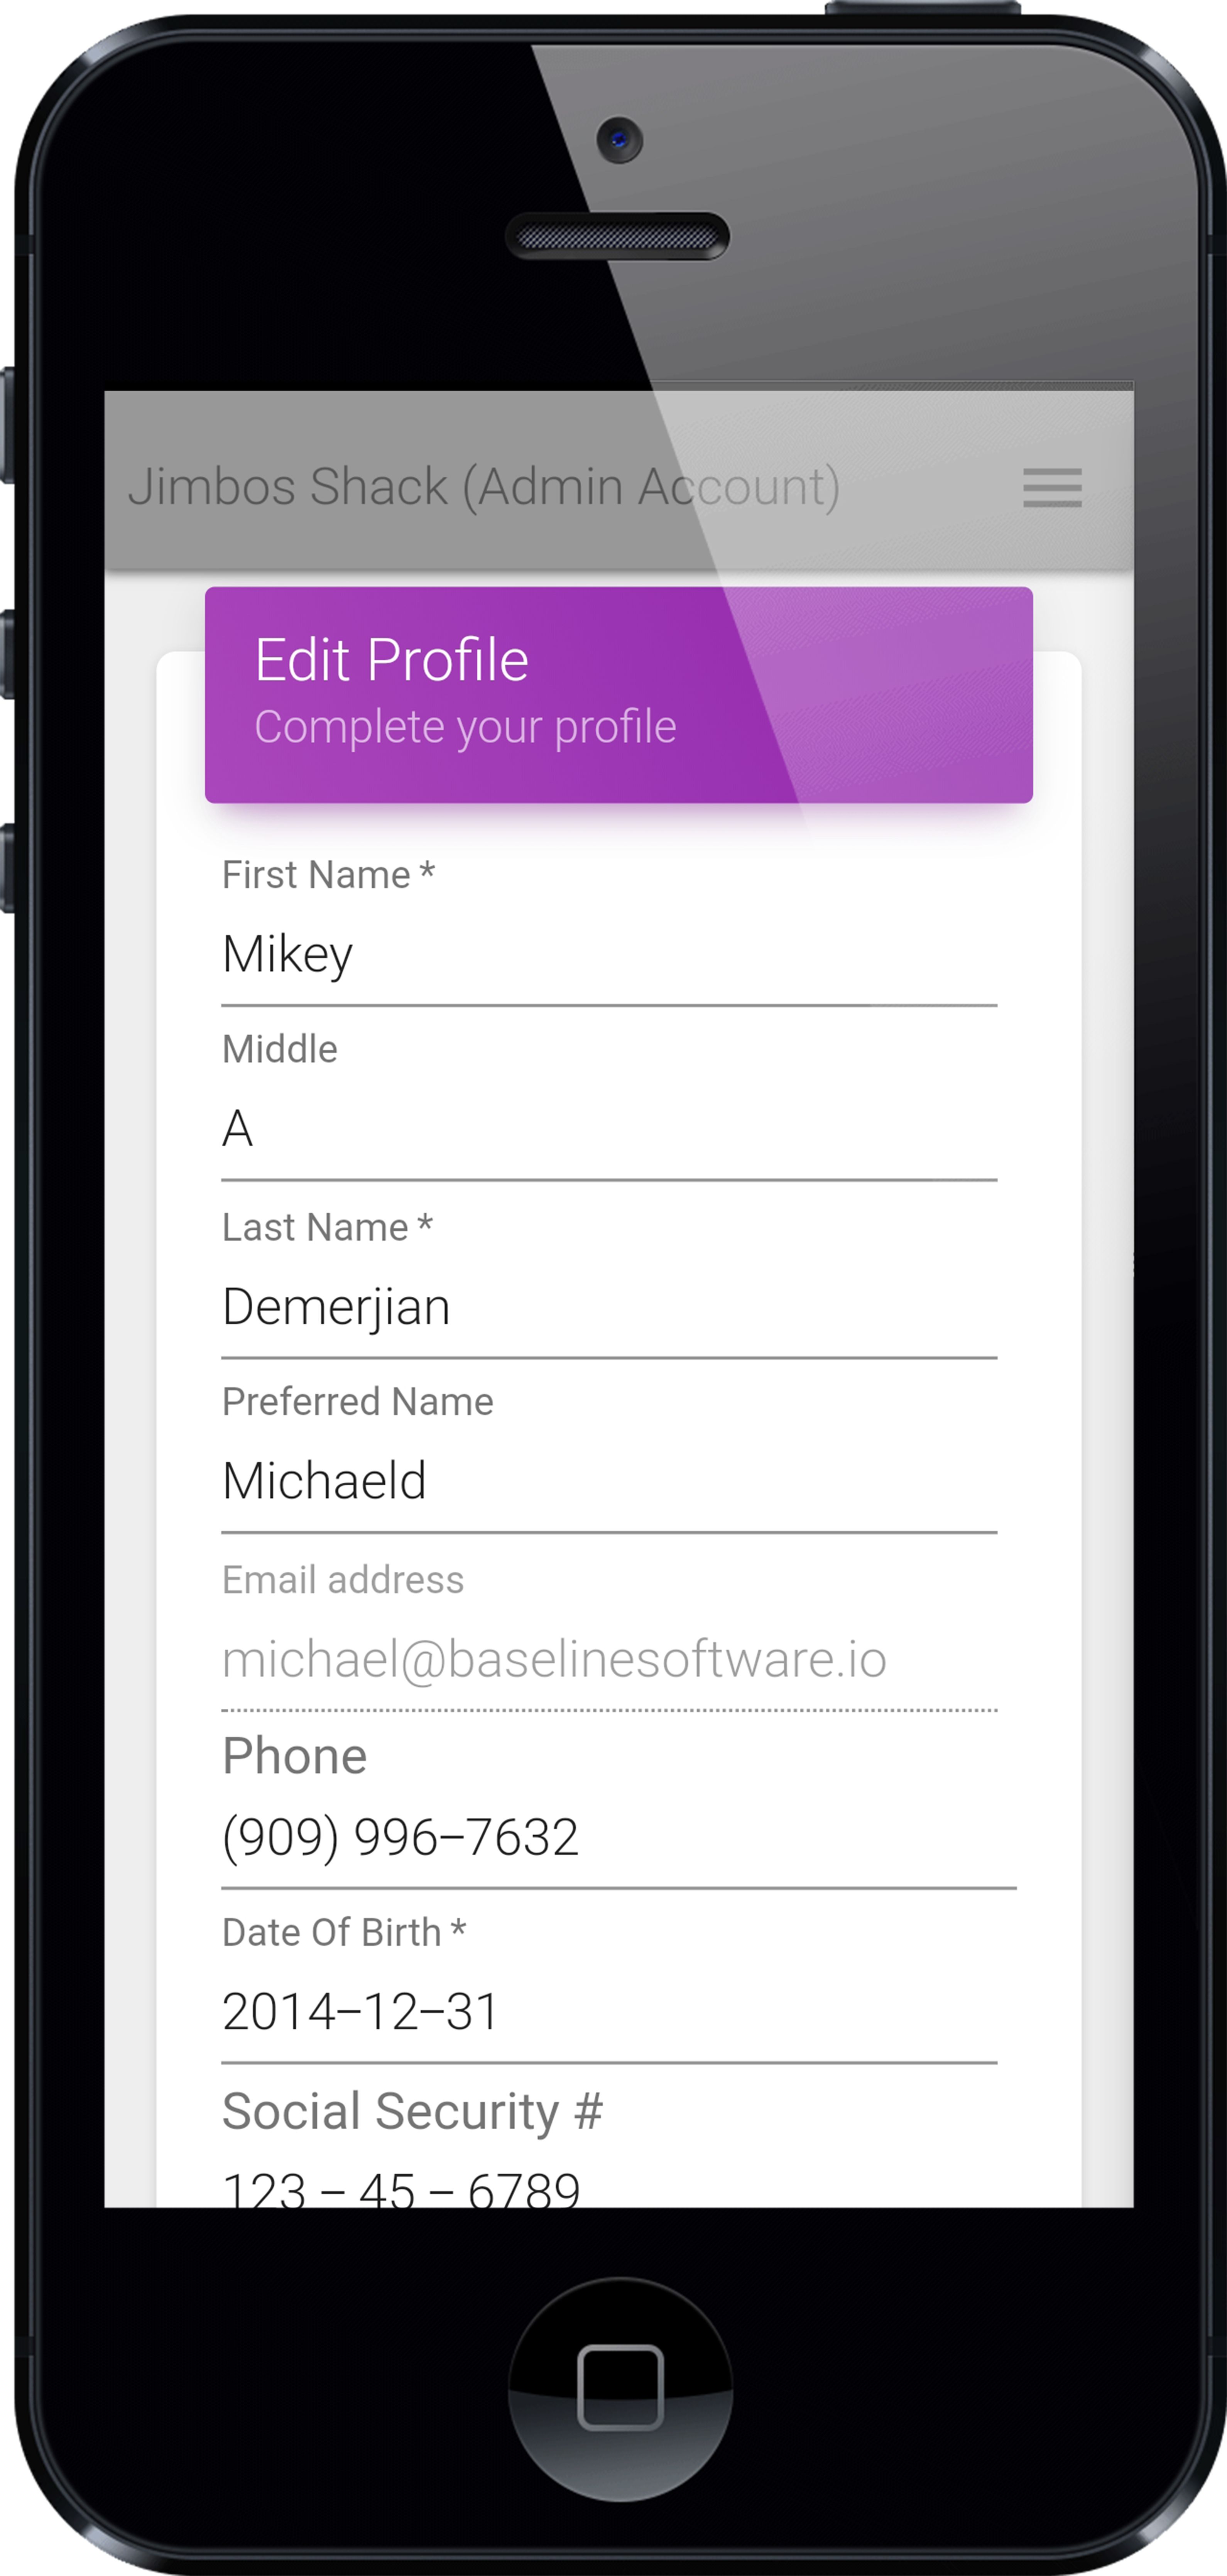 Jimbos Shack (Admin Account)
Edit Profile
Complete your profile
First Name *
Mikey
Middle
A
Last Name *
Demerjian
Preferred Name
Michaeld
Email address
michael@baselinesoftware.io
Phone
(909) 996–7632
Date Of Birth *
2014–12–31
Social Security #
123 – 45 – 6789